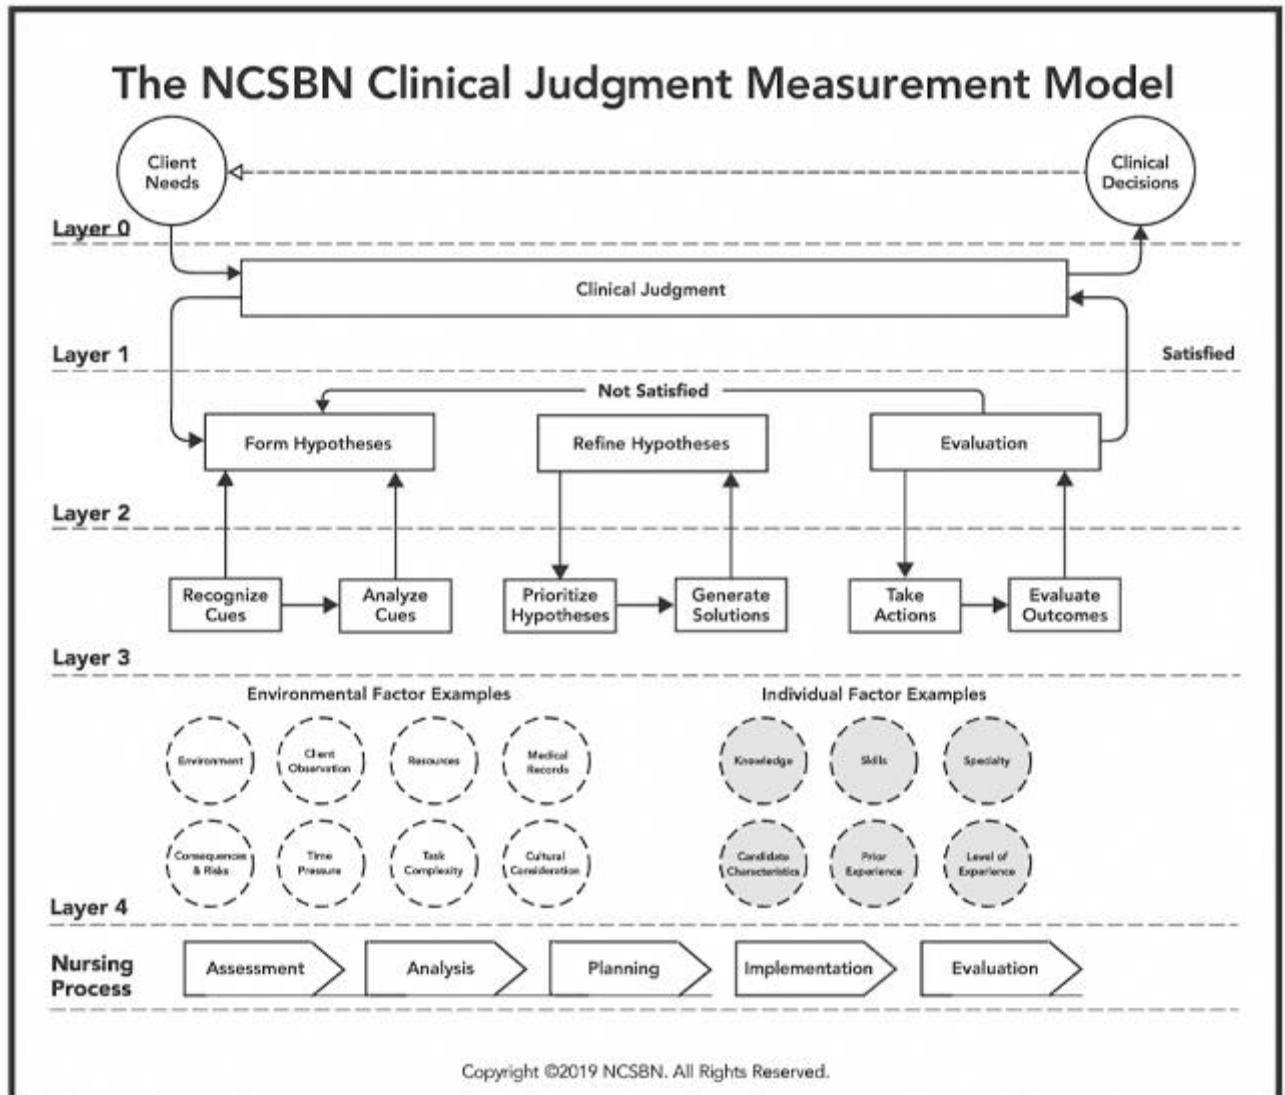 The NCSBN Clinical Judgment Measurement Model
Client
Needs
Clinical
Decisions
Layer 0
Clinical Judgment
Layer 1
Satisfied
Not Satisfied
Form Hypotheses
Refine Hypotheses
Evaluation
Layer 2
Recognize
Cues
Analyze
Cues
Prioritize
Hypotheses
Generate
Solutions
Take
Actions
Evaluate
Outcomes
Layer 3
Environmental Factor Examples
Individual Factor Examples
Environment
Client
Observation
Resources
Medical
Records
Knowledge
Skills
Specialty
Consequences
& Risks
Time
Pressure
Task
Complexity
Cultural
Consideration
Candidate
Characteristics
Prior
Experience
Level of
Experience
Layer 4
Nursing
Process
Assessment
Analysis
Planning
Implementation
Evaluation
Copyright ©2019 NCSBN. All Rights Reserved.